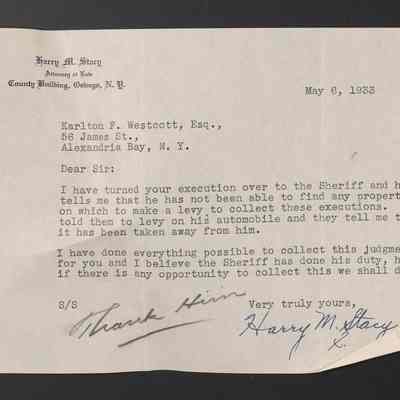 Harry M. Stacy
Attorney at Law
County Building, Oswego, N. Y.
May 6, 1933
Karlton F. Westcott, Esq.,
56 James St.,
Alexandria Bay, N. Y.
Dear Sir:
I have turned your execution over to the Sheriff and h
tells me that he has not been able to find any propert
on which to make a levy to collect these executions.
told them to levy on his automobile and they tell me t
it has been taken away from him.
I have done everything possible to collect this judgme
for you and I believe the Sheriff has done his duty, h
if there is any opportunity to collect this we shall d
S/S
Very truly yours,
Thank Him
Harry M. Stacy
S.